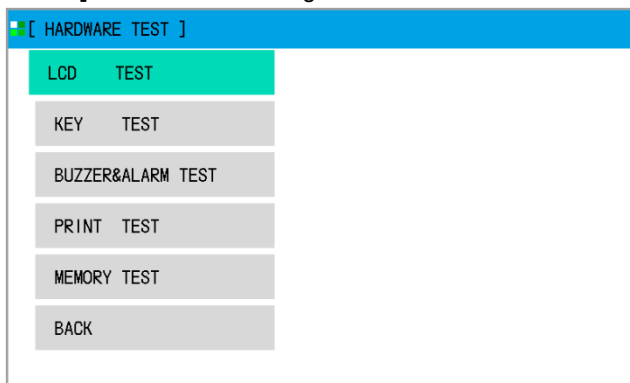 [ HARDWARE TEST ]
LCD TEST
KEY TEST
BUZZER&ALARM TEST
PRINT TEST
MEMORY TEST
BACK